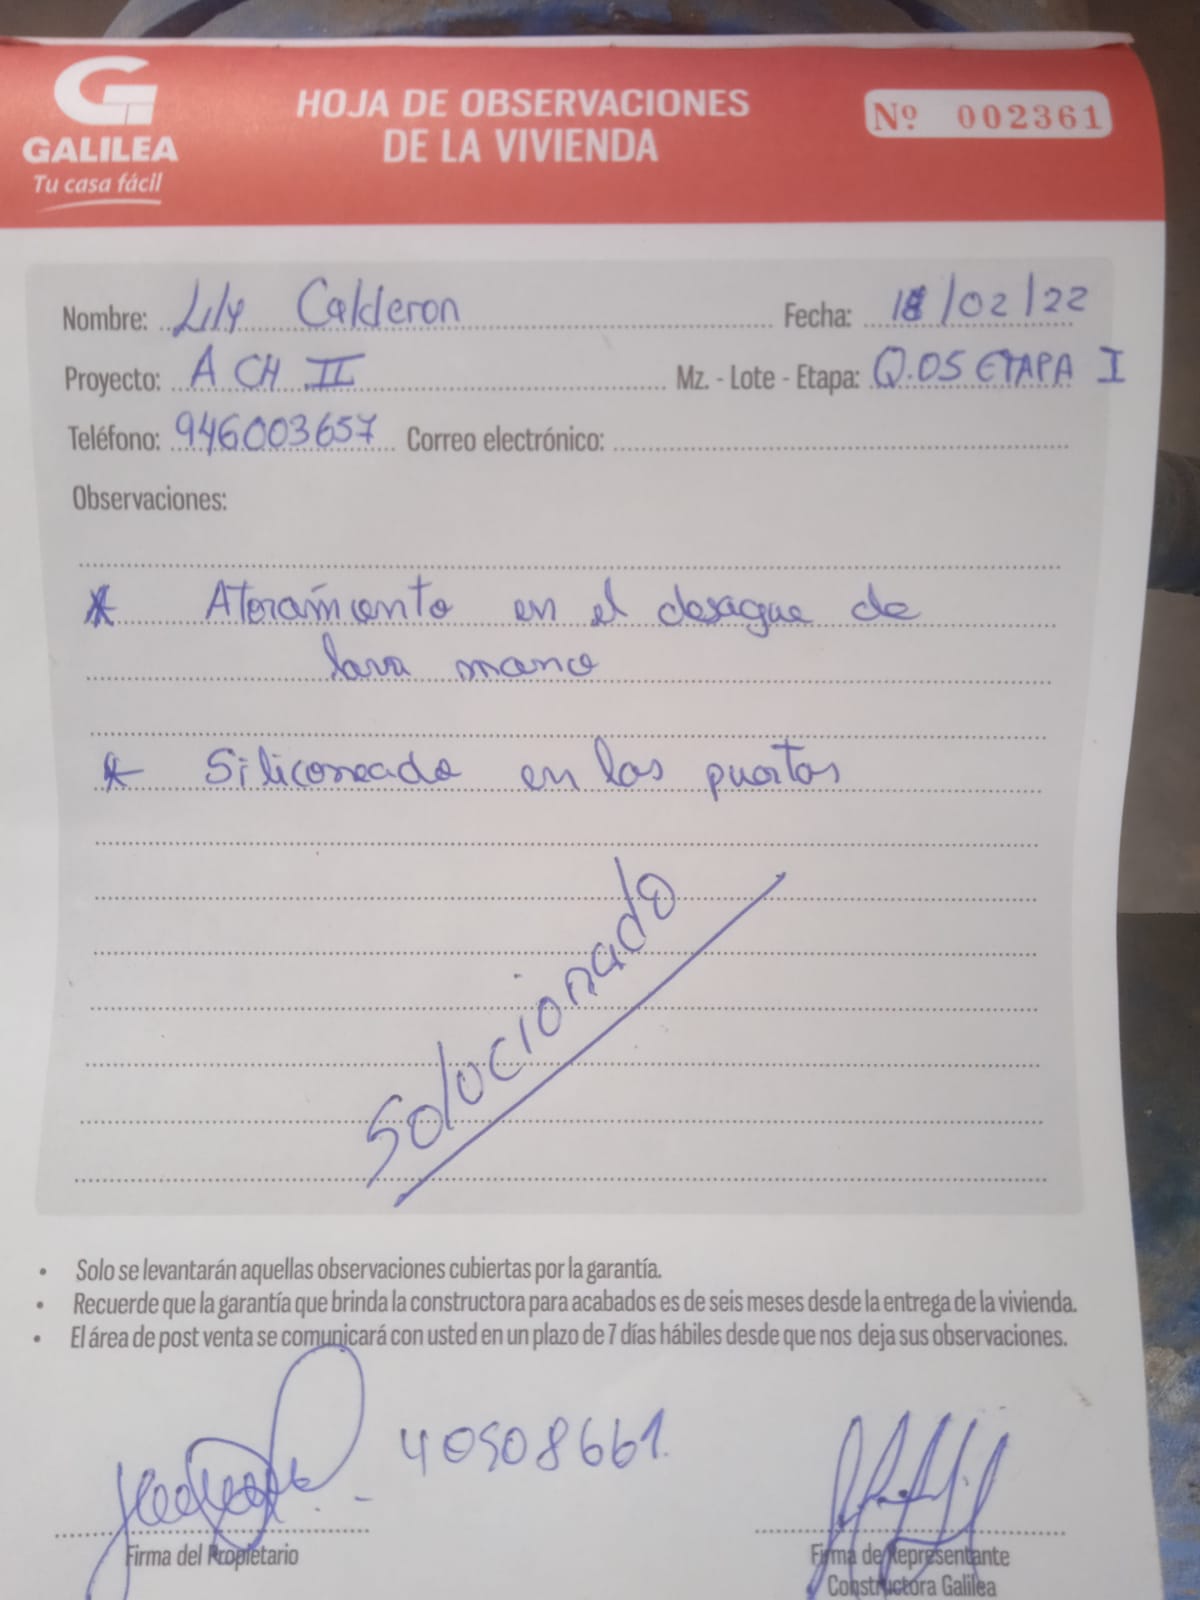 GALILEA
Tu casa fácil
HOJA DE OBSERVACIONES
DE LA VIVIENDA
Nº 002361
Nombre: Lily Calderon Fecha: 18/02/22
Proyecto: A CH II Mz. - Lote - Etapa: Q.05 ETAPA I
Teléfono: 946003657 Correo electrónico:
Observaciones:
* Atoramiento en el desague de
lava mano
* Siliconeado en las puertas
Solucionado
• Solo se levantarán aquellas observaciones cubiertas por la garantía.
• Recuerde que la garantía que brinda la constructora para acabados es de seis meses desde la entrega de la vivienda.
• El área de post venta se comunicará con usted en un plazo de 7 días hábiles desde que nos deja sus observaciones.
40508661
Firma del Propietario
Firma de Representante
Constructora Galilea